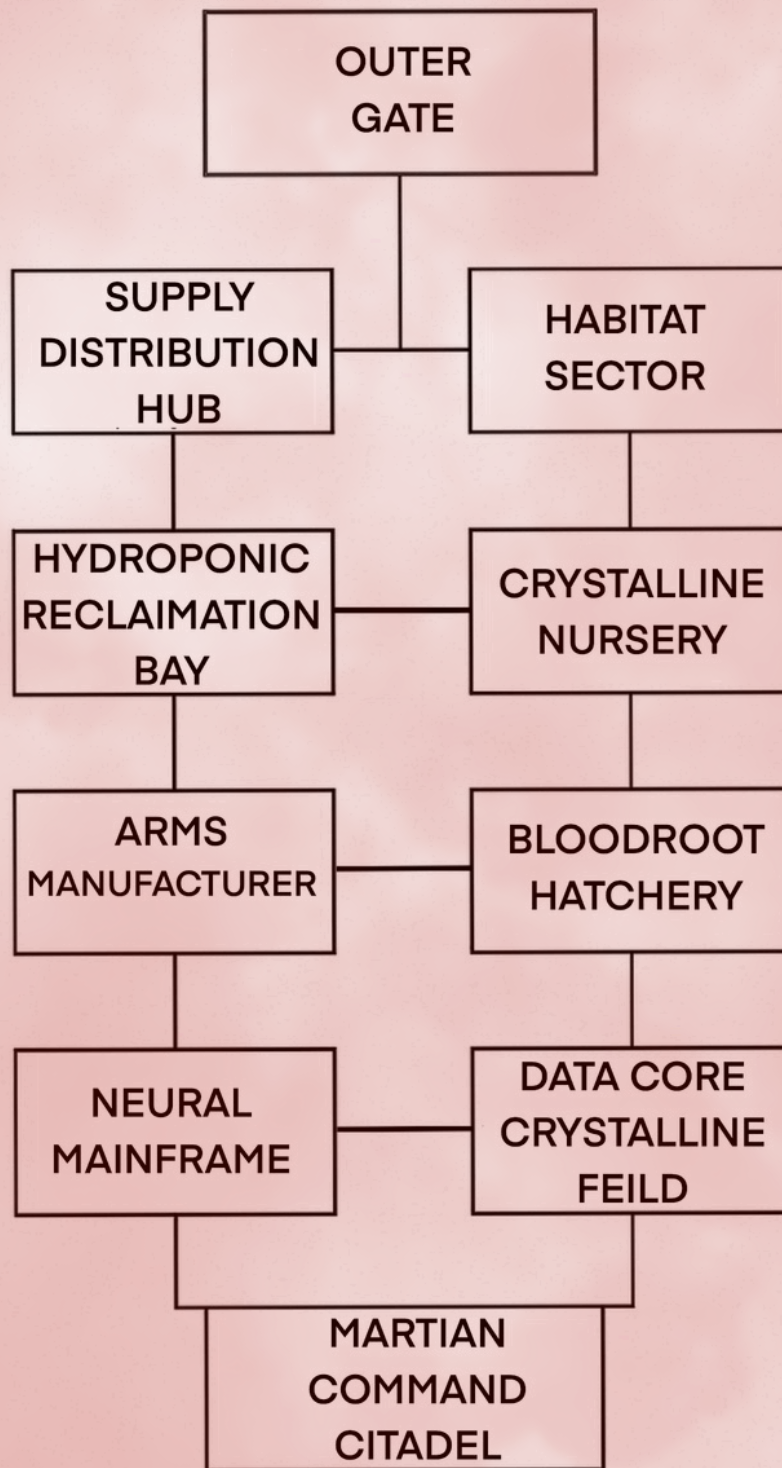 OUTER
GATE
SUPPLY
DISTRIBUTION
HUB
HABITAT
SECTOR
HYDROPONIC
RECLAIMATION
BAY
CRYSTALLINE
NURSERY
ARMS
MANUFACTURER
BLOODROOT
HATCHERY
NEURAL
MAINFRAME
DATA CORE
CRYSTALLINE
FEILD
MARTIAN
COMMAND
CITADEL